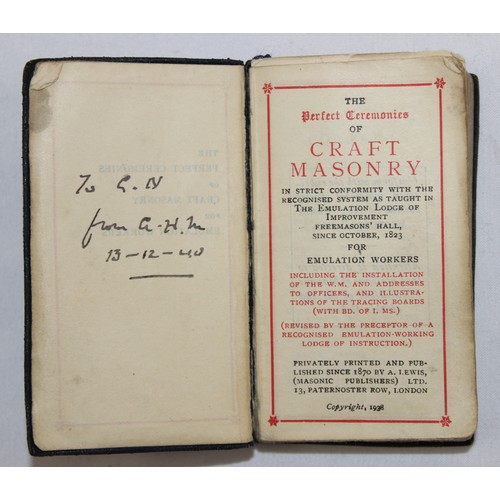 To G. N
from G. H. M
13-12-40
THE
Perfect Ceremonies
OF
CRAFT
MASONRY
IN STRICT CONFORMITY WITH THE
RECOGNISED SYSTEM AS TAUGHT IN
THE EMULATION LODGE OF
IMPROVEMENT
FREEMASONS' HALL,
SINCE OCTOBER, 1823
FOR
EMULATION WORKERS
INCLUDING THE INSTALLATION
OF THE W.M. AND ADDRESSES
TO OFFICERS, AND ILLUSTRA-
TIONS OF THE TRACING BOARDS
(WITH BD. OF I. MS.)
(REVISED BY THE PRECEPTOR OF A
RECOGNISED EMULATION-WORKING
LODGE OF INSTRUCTION.)
PRIVATELY PRINTED AND PUB-
LISHED SINCE 1870 BY A. LEWIS,
(MASONIC PUBLISHERS) LTD.
13, PATERNOSTER ROW, LONDON
Copyright, 1938